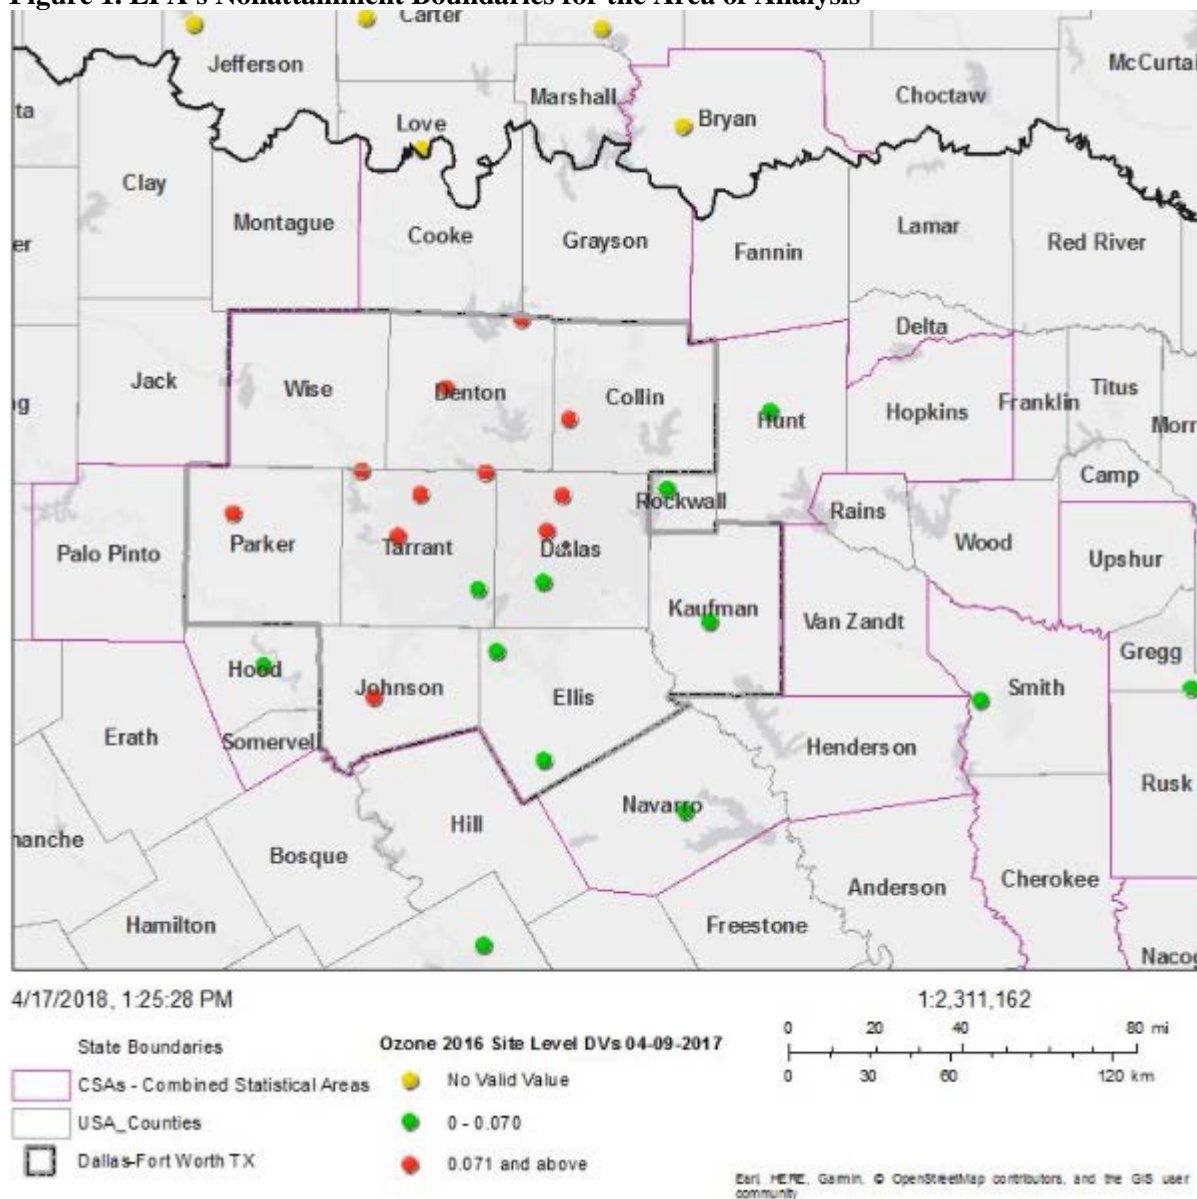 Figure 1. EPA's Nonattainment Boundaries for the Area of Analysis
Carter
Jefferson
McCurtai
Marshall
Choctaw
ta
Love
Bryan
Clay
Montague
Cooke
Grayson
Fannin
Lamar
Red River
er
Delta
Jack
Wise
Denton
Collin
Hunt
Hopkins
Franklin
Titus
Morr
Camp
Rockwall
Rains
Palo Pinto
Parker
Tarrant
Dallas
Wood
Upshur
Kaufman
Van Zandt
Gregg
Hood
Johnson
Ellis
Smith
Erath
Somervell
Henderson
Rusk
Navarro
Hill
nanche
Bosque
Anderson
Cherokee
Hamilton
Freestone
Nacog
4/17/2018, 1:25:28 PM
1:2,311,162
0 20 40 80 mi
0 30 60 120 km
State Boundaries
CSAs - Combined Statistical Areas
USA_Counties
Dallas-Fort Worth TX
Ozone 2016 Site Level DVs 04-09-2017
No Valid Value
0 - 0.070
0.071 and above
Esri, HERE, Garmin, © OpenStreetMap contributors, and the GIS user
community